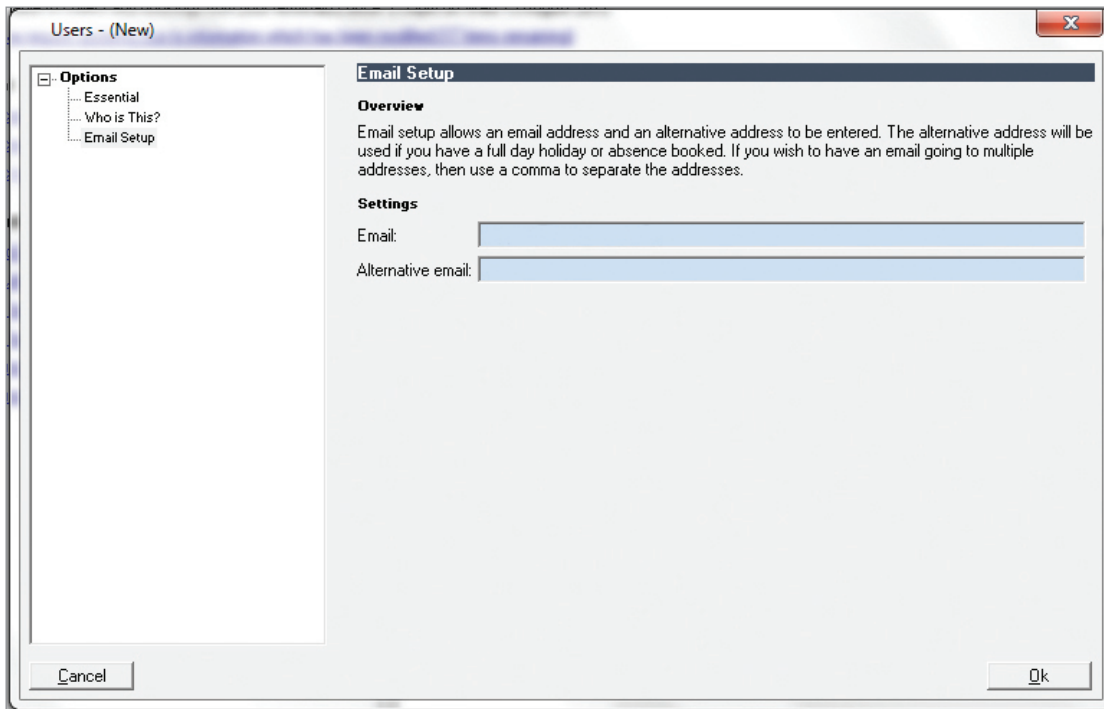 Users - (New)
x
Options
Essential
Who is This?
Email Setup
Email Setup
Overview
Email setup allows an email address and an alternative address to be entered. The alternative address will be
used if you have a full day holiday or absence booked. If you wish to have an email going to multiple
addresses, then use a comma to separate the addresses.
Settings
Email:
Alternative email:
Cancel
Ok